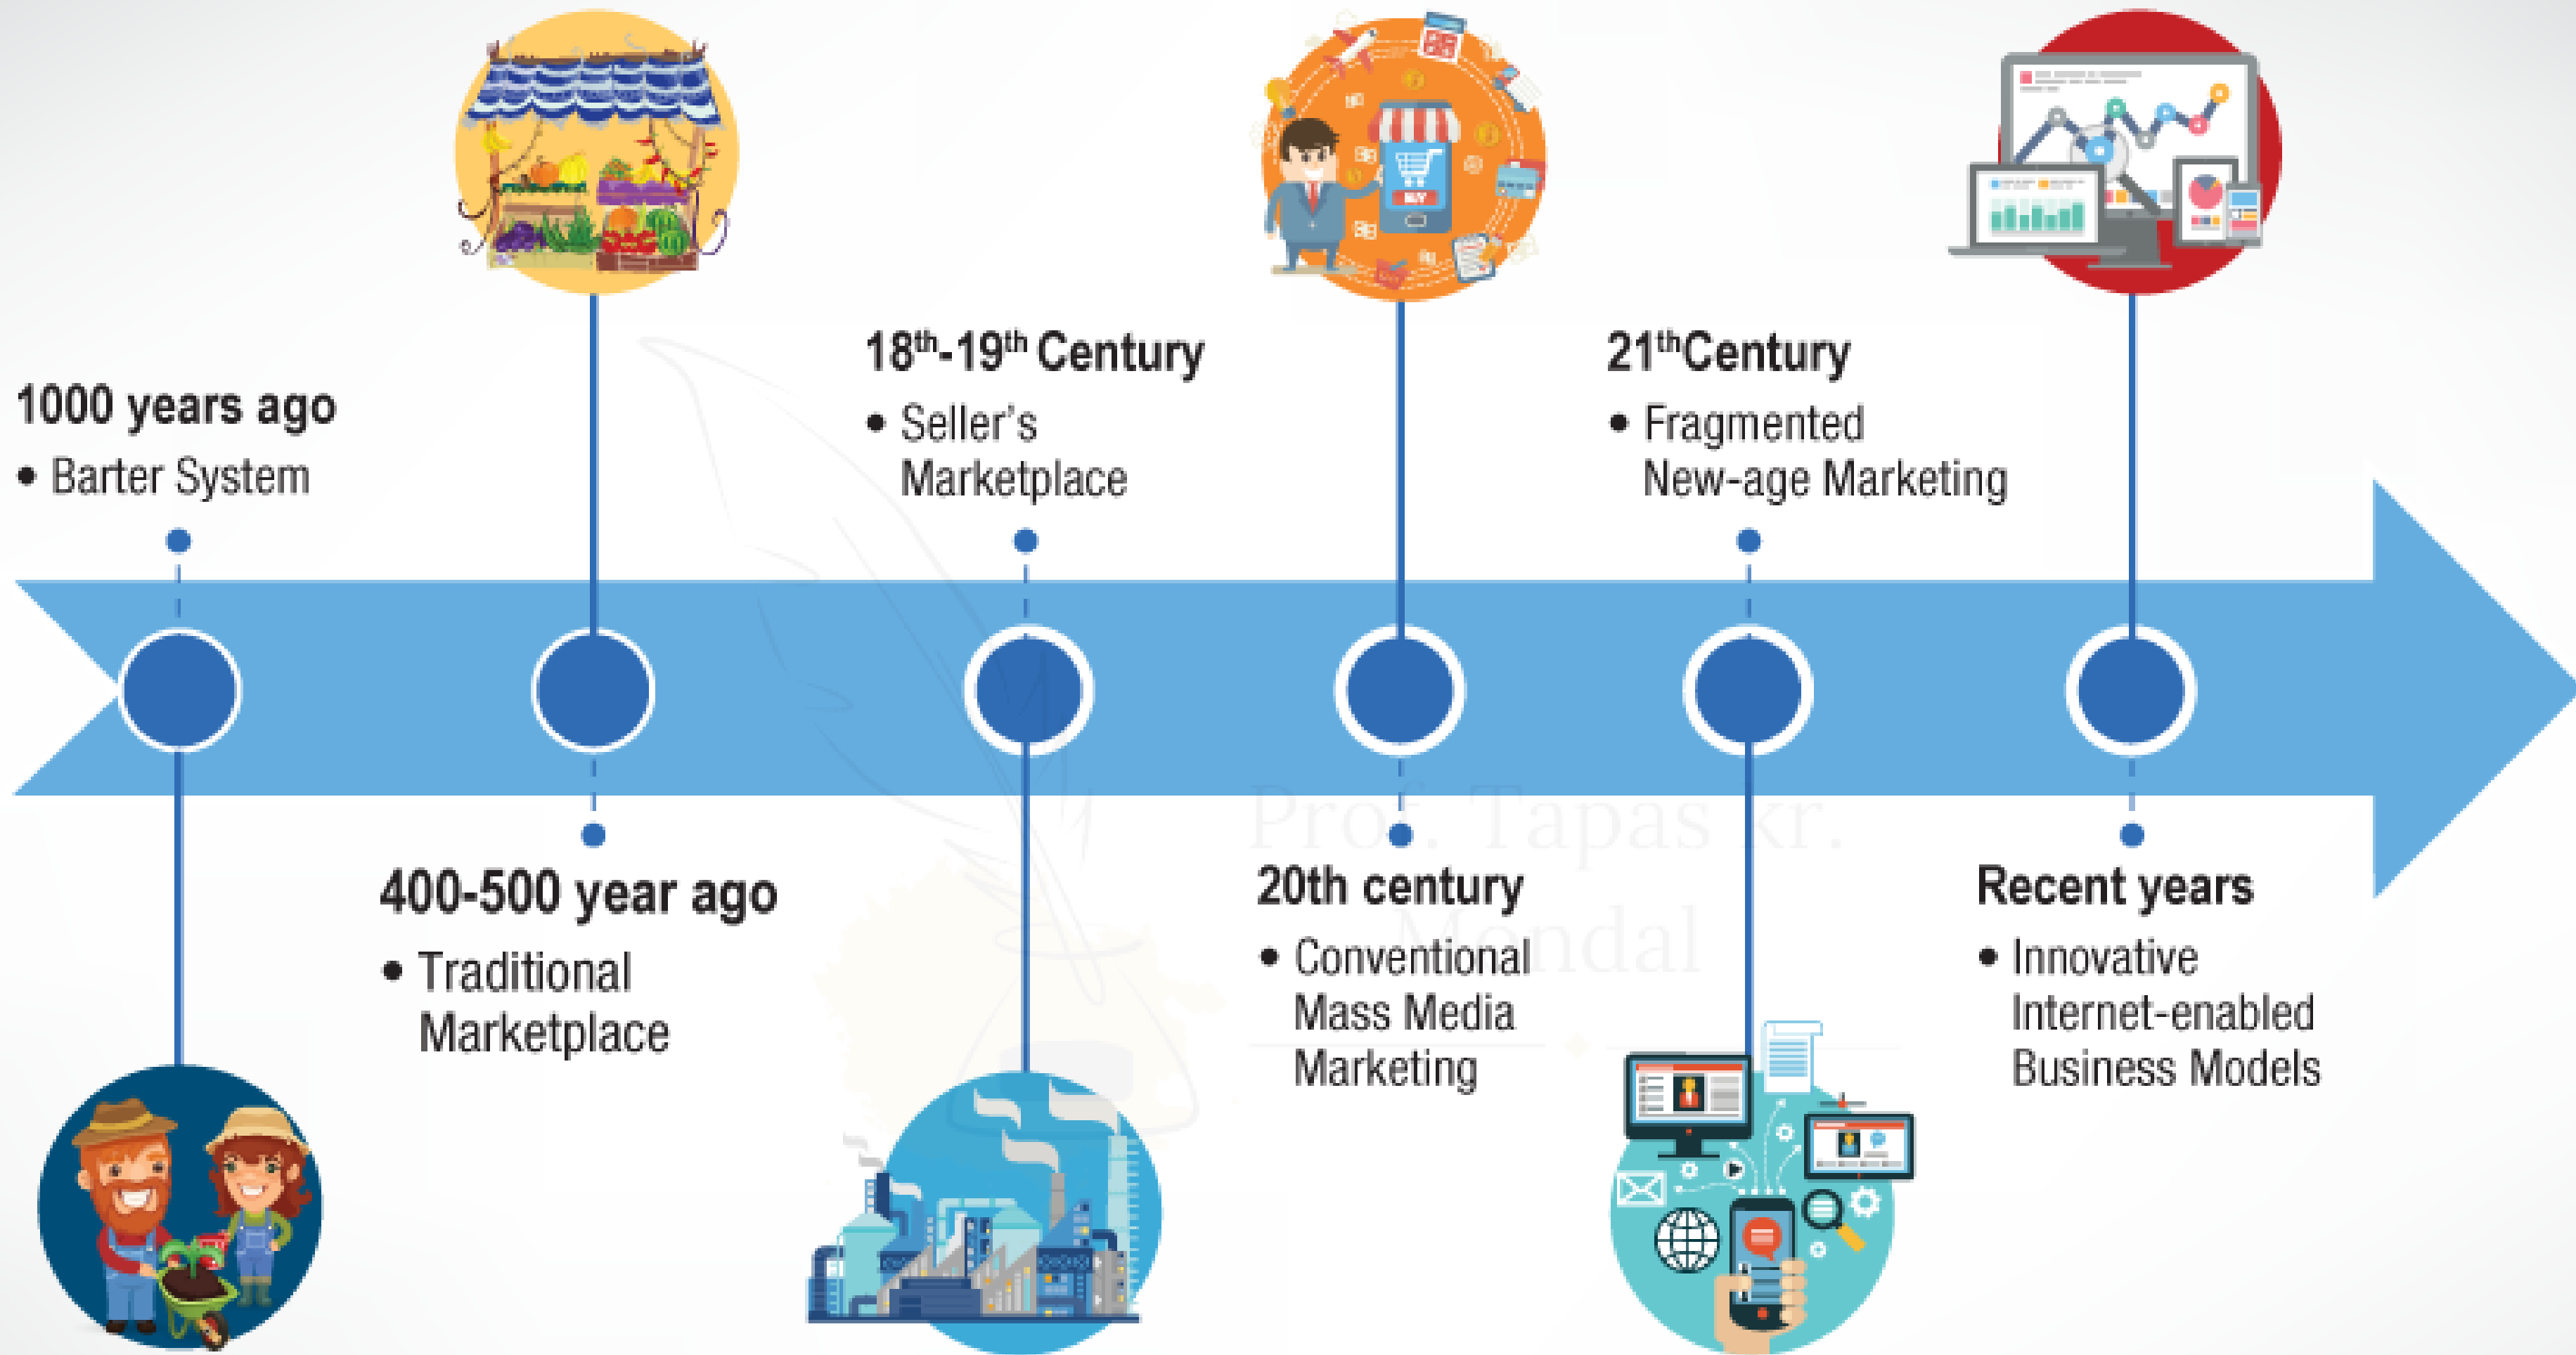 1000 years ago
• Barter System
400-500 year ago
• Traditional
Marketplace
18th-19th Century
• Seller's
Marketplace
20th century
• Conventional
Mass Media
Marketing
21thCentury
• Fragmented
New-age Marketing
Recent years
• Innovative
Internet-enabled
Business Models
BUY
Prof. Tapas kr.
Mondal